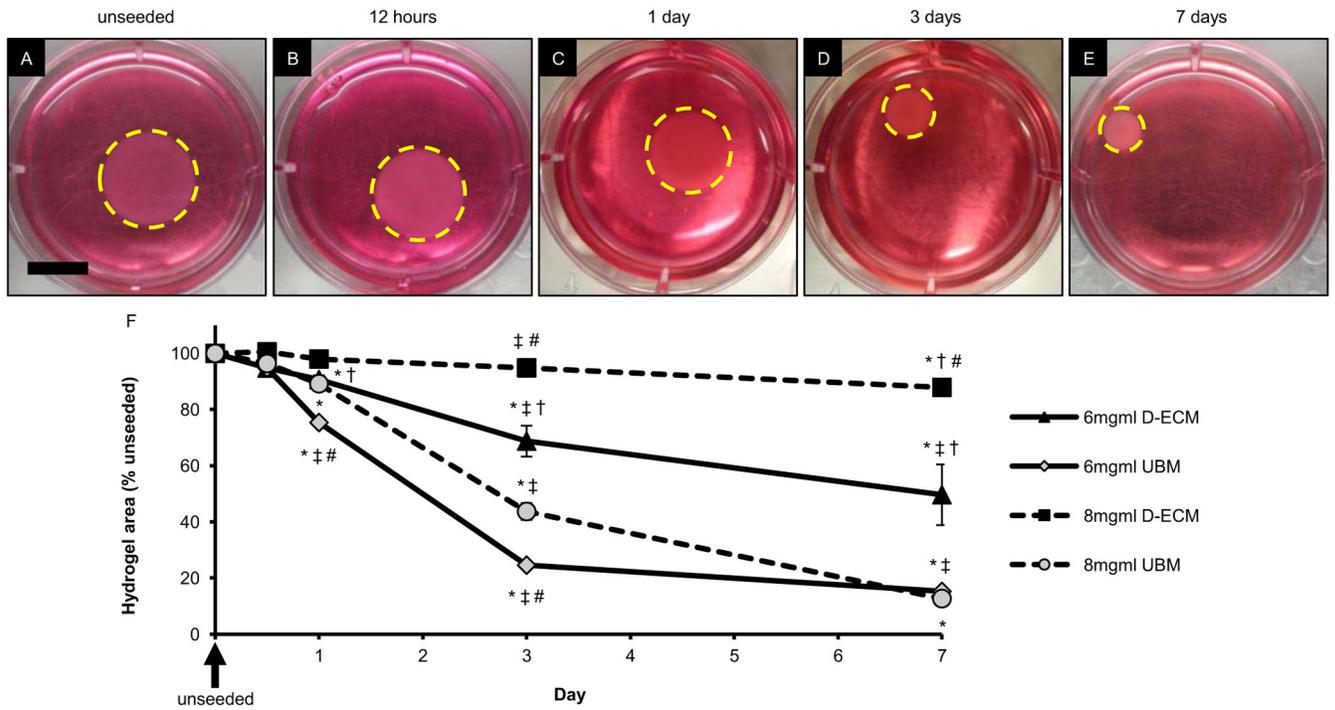 unseeded 12 hours 1 day 3 days 7 days
A B C D E
F
Hydrogel area (% unseeded)
100
80
60
40
20
0
‡ #
* † #
* †
*
* ‡ #
* ‡ †
* ‡ †
* ‡
* ‡
* ‡ #
*
1 2 3 4 5 6 7
unseeded
Day
6mgml D-ECM
6mgml UBM
8mgml D-ECM
8mgml UBM